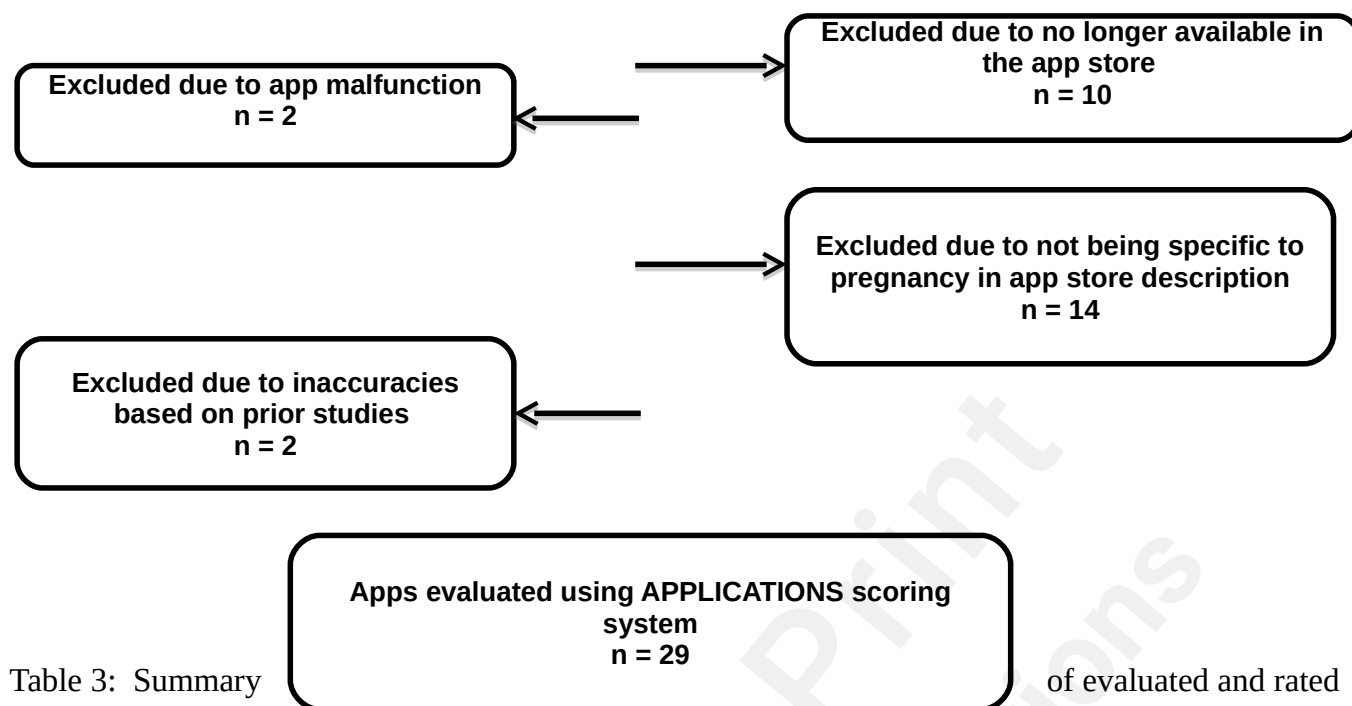 Excluded due to no longer available in
the app store
n = 10
Excluded due to app malfunction
n = 2
Excluded due to not being specific to
pregnancy in app store description
n = 14
Excluded due to inaccuracies
based on prior studies
n = 2
Apps evaluated using APPLICATIONS scoring
system
n = 29
Table 3: Summary of evaluated and rated
Print
ions